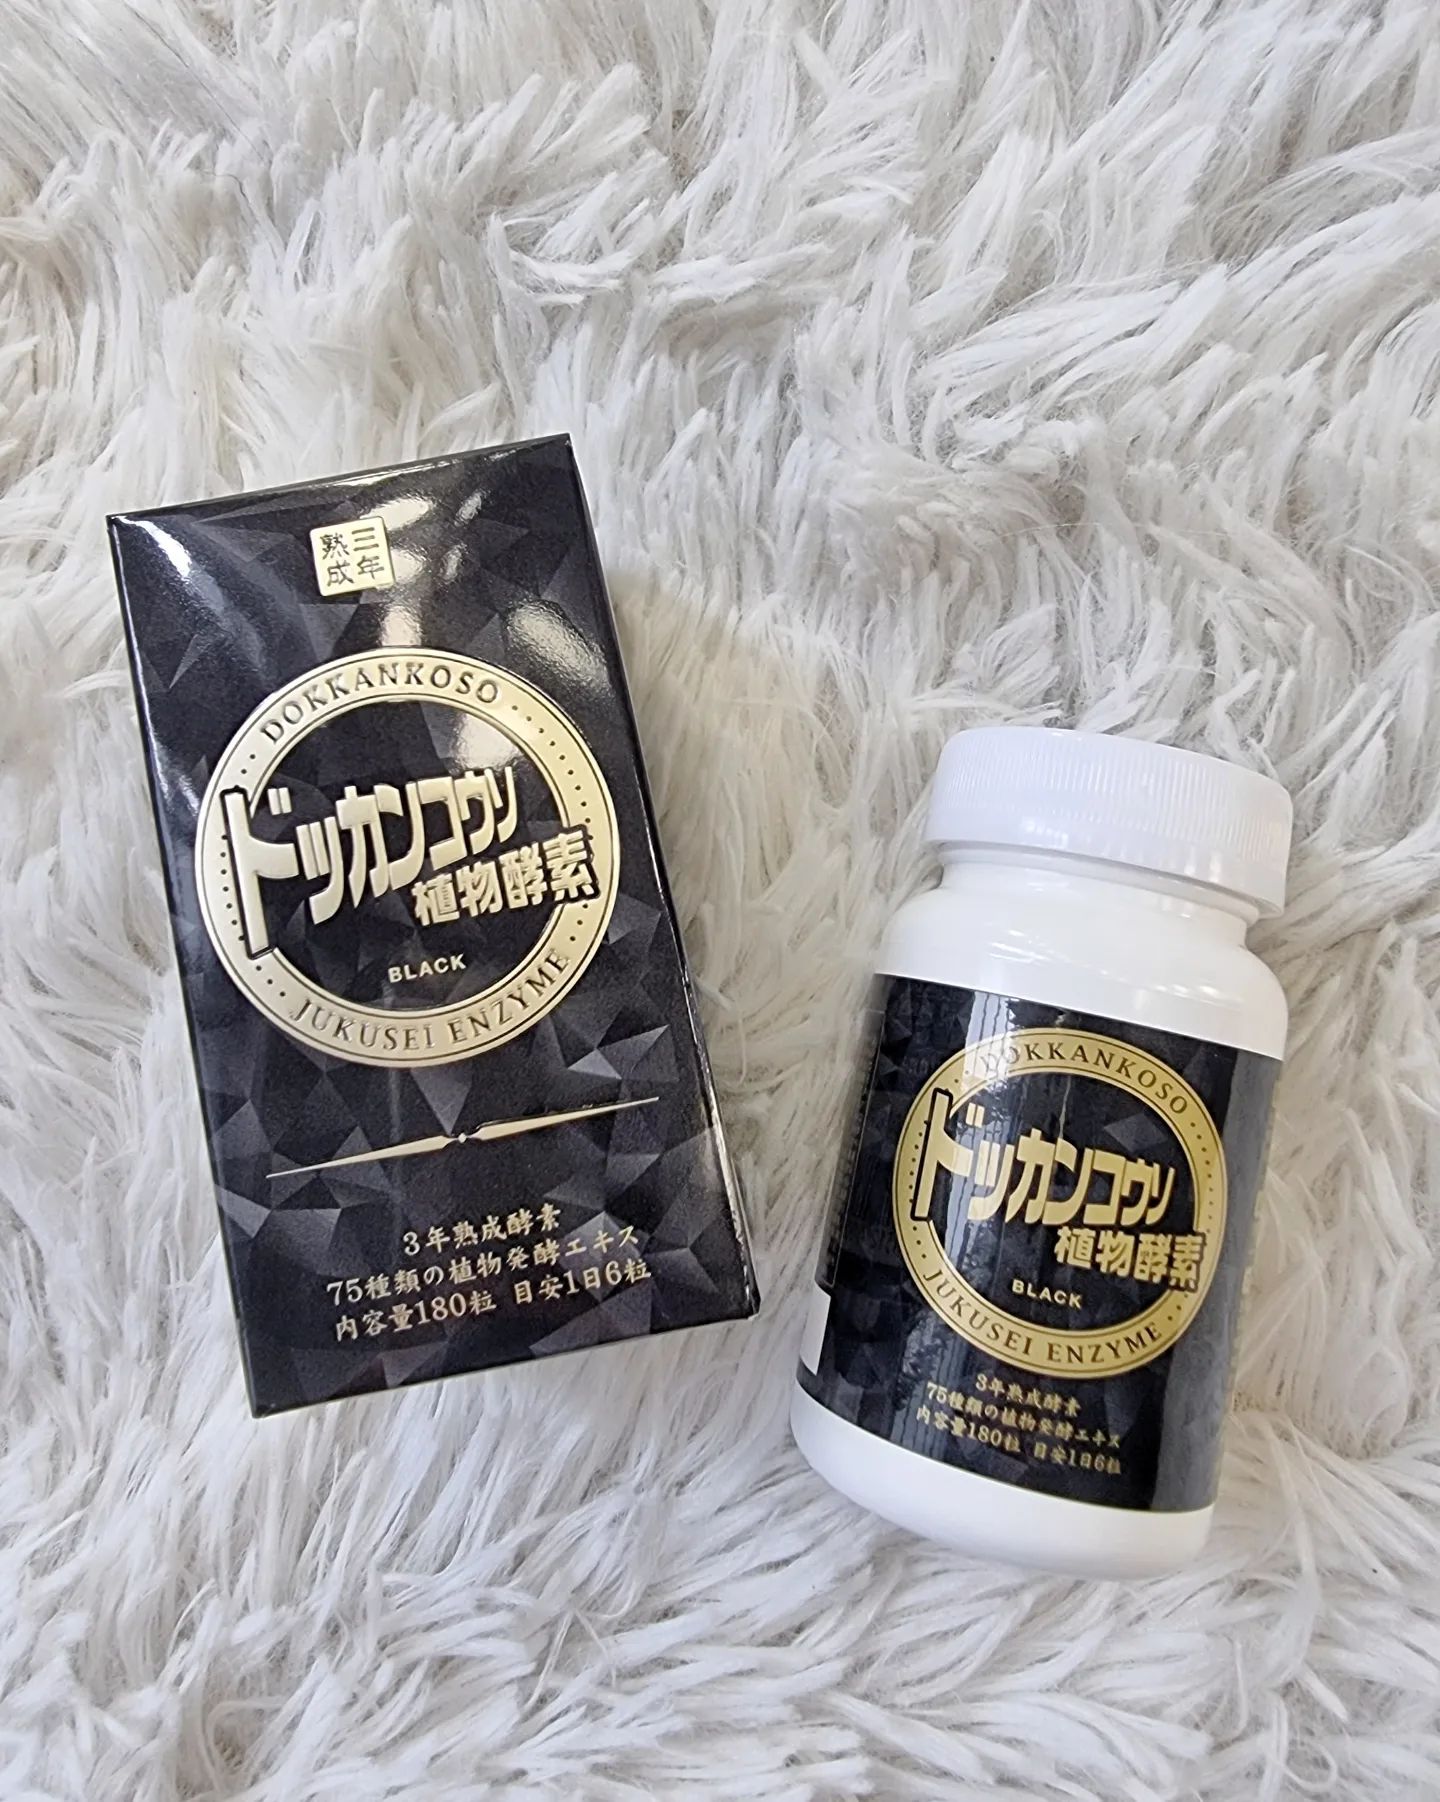 三年
熟成
DOKKANKOSO
ドッカンコウソ
植物酵素
BLACK
JUKUSEI ENZYME
3年熟成酵素
75種類の植物発酵エキス
内容量180粒 目安1日6粒
DOKKANKOSO
ドッカンコウソ
植物酵素
BLACK
JUKUSEI ENZYME
3年熟成酵素
75種類の植物発酵エキス
内容量180粒 目安1日6粒